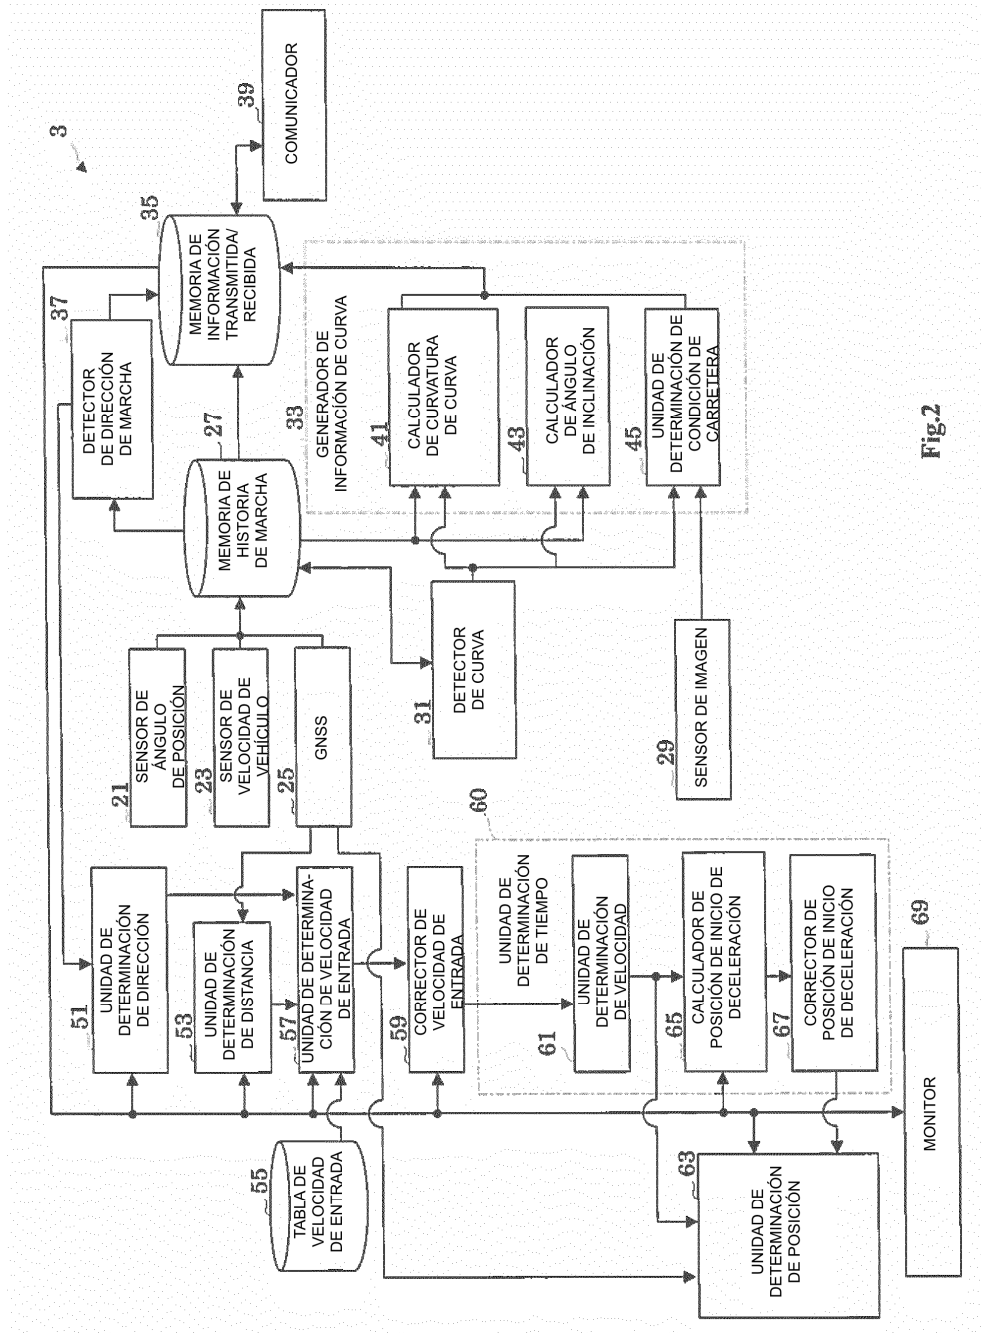 3
39
COMUNICADOR
35
MEMORIA DE
INFORMACIÓN
TRANSMITIDA/
RECIBIDA
37
DETECTOR
DE DIRECCIÓN
DE MARCHA
27
MEMORIA DE
HISTORIA
DE MARCHA
33
GENERADOR DE
INFORMACÍÓN DE CURVA
41
CALCULADOR
DE CURVATURA
DE CURVA
43
CALCULADOR
DE ÁNGULO
DE INCLINACIÓN
45
UNIDAD DE
DETERMINACIÓN DE
CONDICIÓN DE
CARRETERA
21
SENSOR DE
ÁNGULO
DE POSICIÓN
23
SENSOR DE
VELOCIDAD DE
VEHÍCULO
25
GNSS
31
DETECTOR
DE CURVA
29
SENSOR DE IMAGEN
51
UNIDAD DE
DETERMINACIÓN
DE DIRECCIÓN
53
UNIDAD DE
DETERMINACIÓN
DE DISTANCIA
57
UNIDAD DE DETERMINA-
CIÓN DE VELOCIDAD
DE ENTRADA
59
CORRECTOR DE
VELOCIDAD DE
ENTRADA
60
UNIDAD DE
DETERMINACIÓN
DE TIEMPO
61
UNIDAD DE
DETERMINACIÓN
DE VELOCIDAD
65
CALCULADOR DE
POSICIÓN DE INICIO DE
DECELERACIÓN
67
CORRECTOR DE
POSICIÓN DE INICIO
DE DECELERACIÓN
55
TABLA DE
VELOCIDAD
DE ENTRADA
63
UNIDAD DE
DETERMINACIÓN
DE POSICIÓN
69
MONITOR
Fig.2